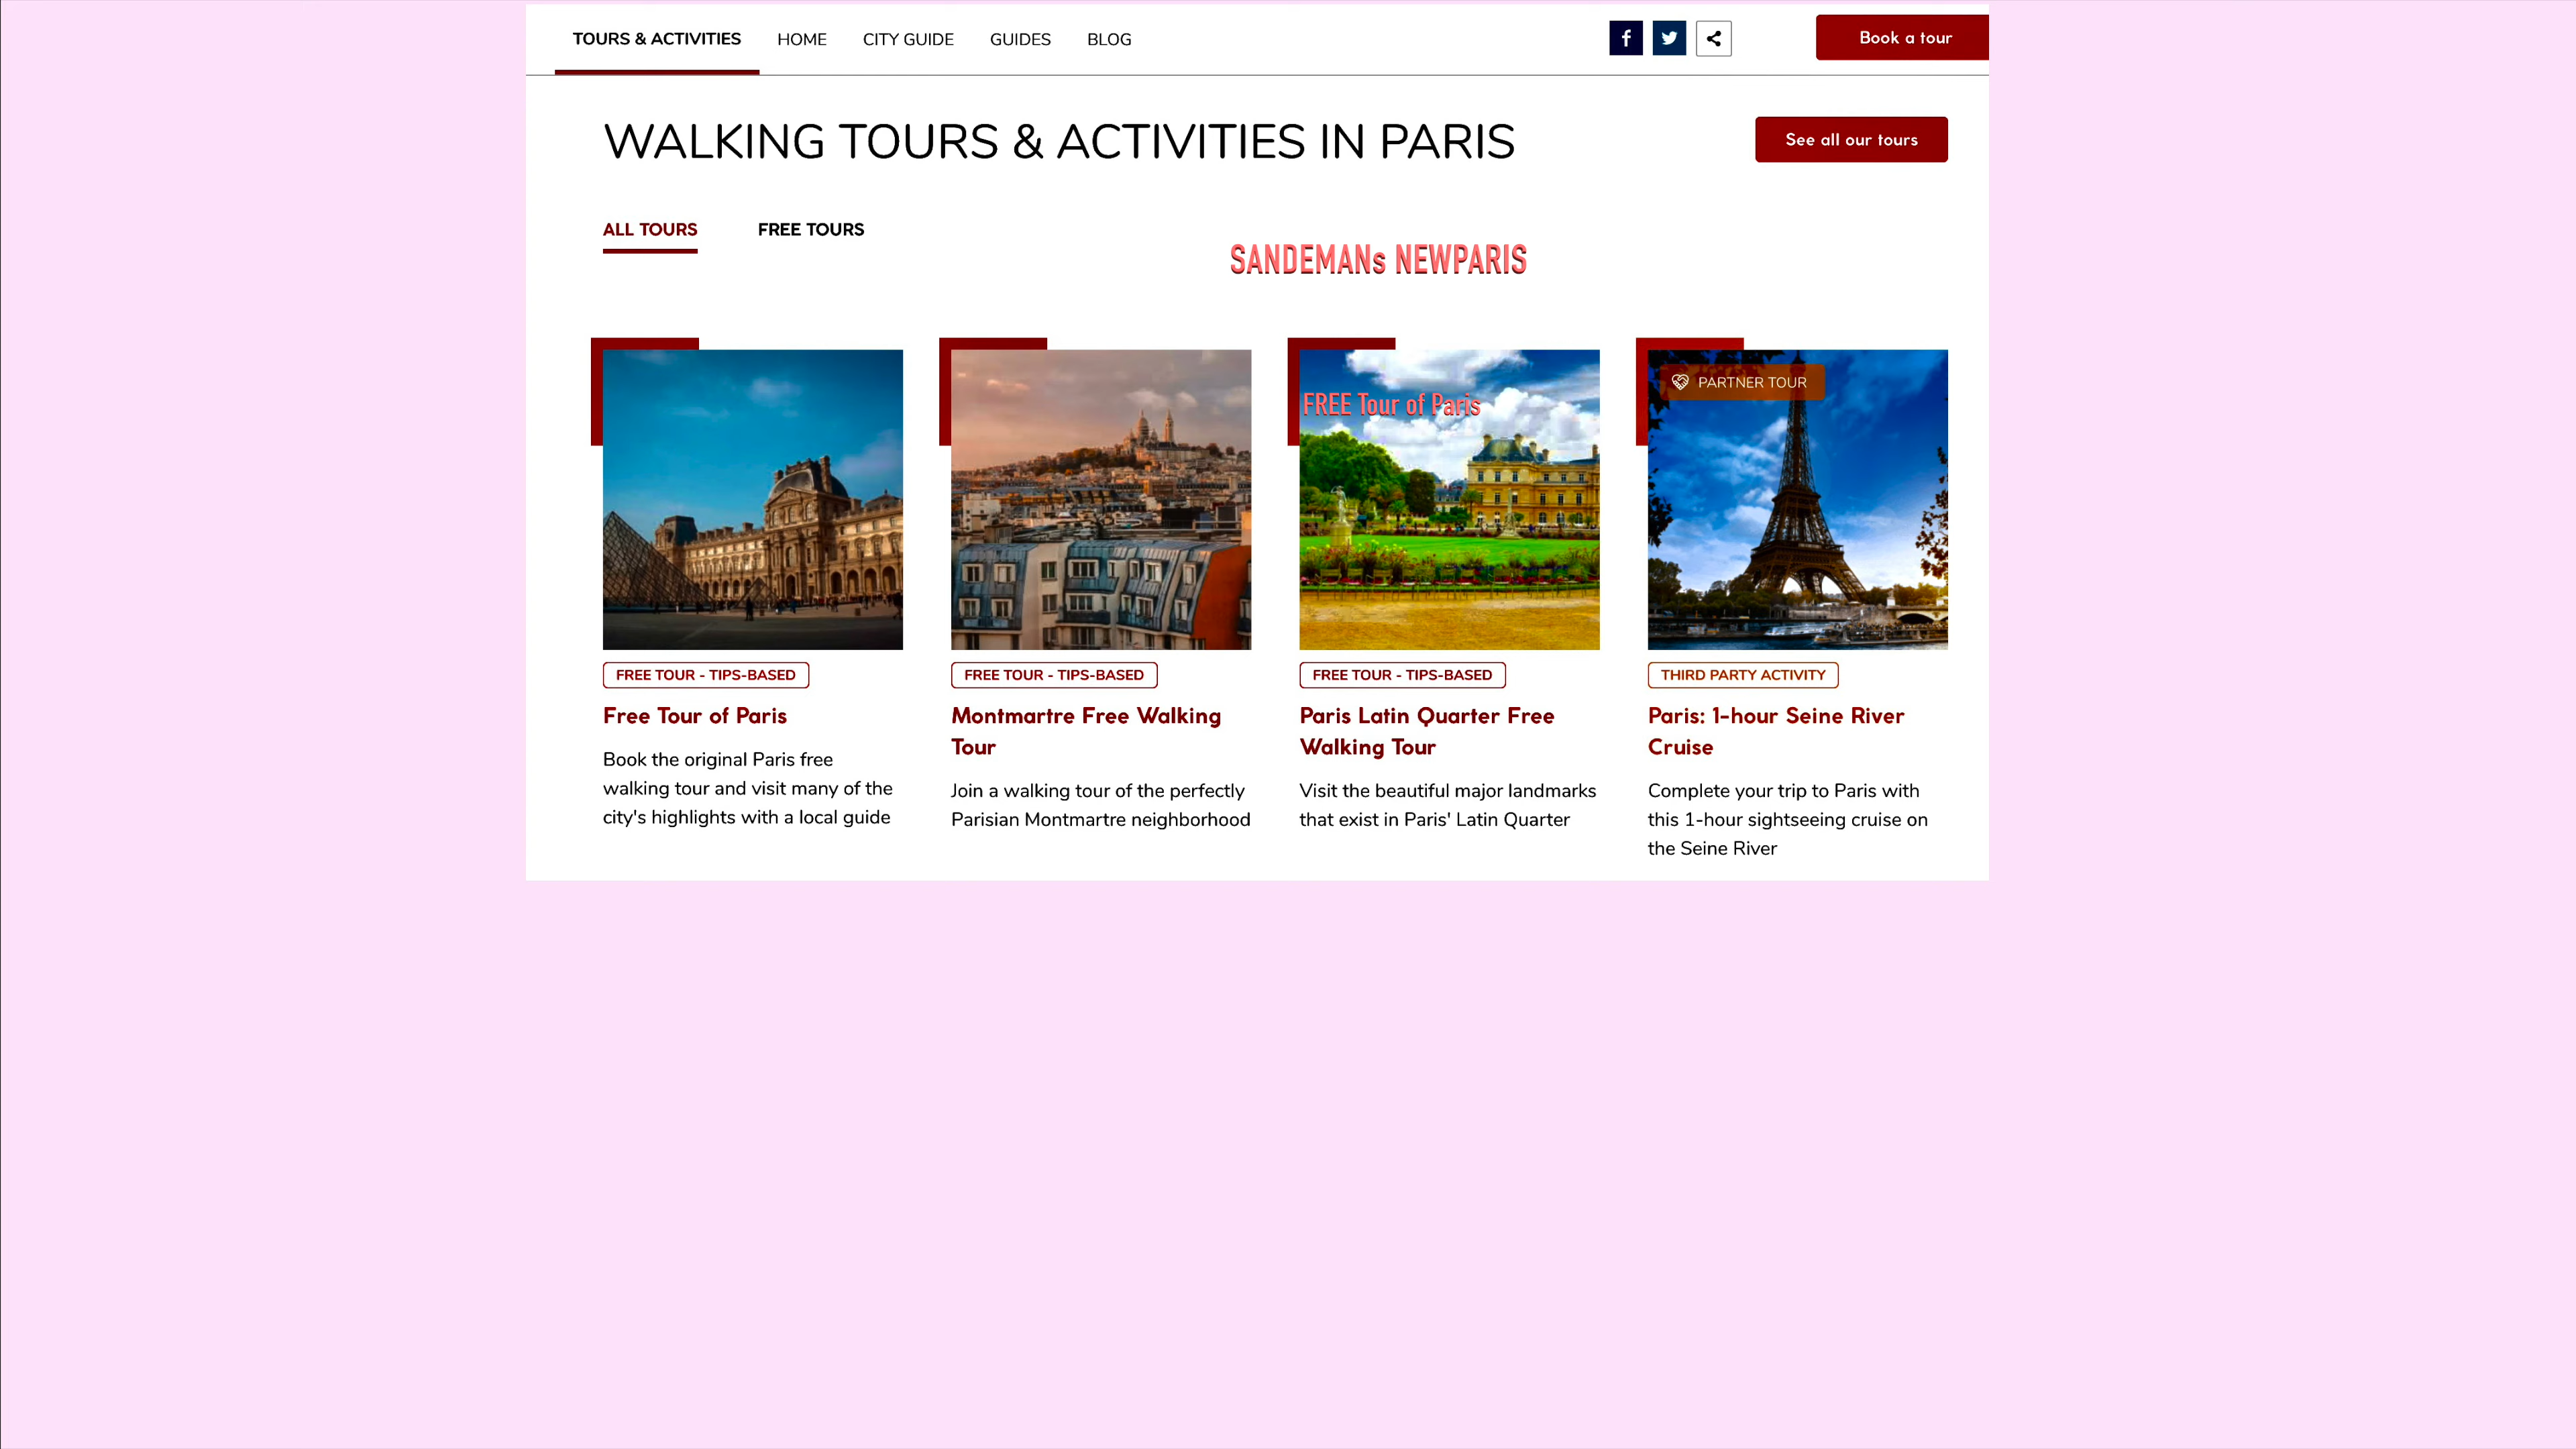 TOURS & ACTIVITIES HOME CITY GUIDE GUIDES BLOG f Book a tour
WALKING TOURS & ACTIVITIES IN PARIS
See all our tours
ALL TOURS FREE TOURS
SANDEMANs NEWPARIS
FREE Tour of Paris
PARTNER TOUR
FREE TOUR - TIPS-BASED
Free Tour of Paris
Book the original Paris free
walking tour and visit many of the
city's highlights with a local guide
FREE TOUR - TIPS-BASED
Montmartre Free Walking
Tour
Join a walking tour of the perfectly
Parisian Montmartre neighborhood
FREE TOUR - TIPS-BASED
Paris Latin Quarter Free
Walking Tour
Visit the beautiful major landmarks
that exist in Paris' Latin Quarter
THIRD PARTY ACTIVITY
Paris: 1-hour Seine River
Cruise
Complete your trip to Paris with
this 1-hour sightseeing cruise on
the Seine River